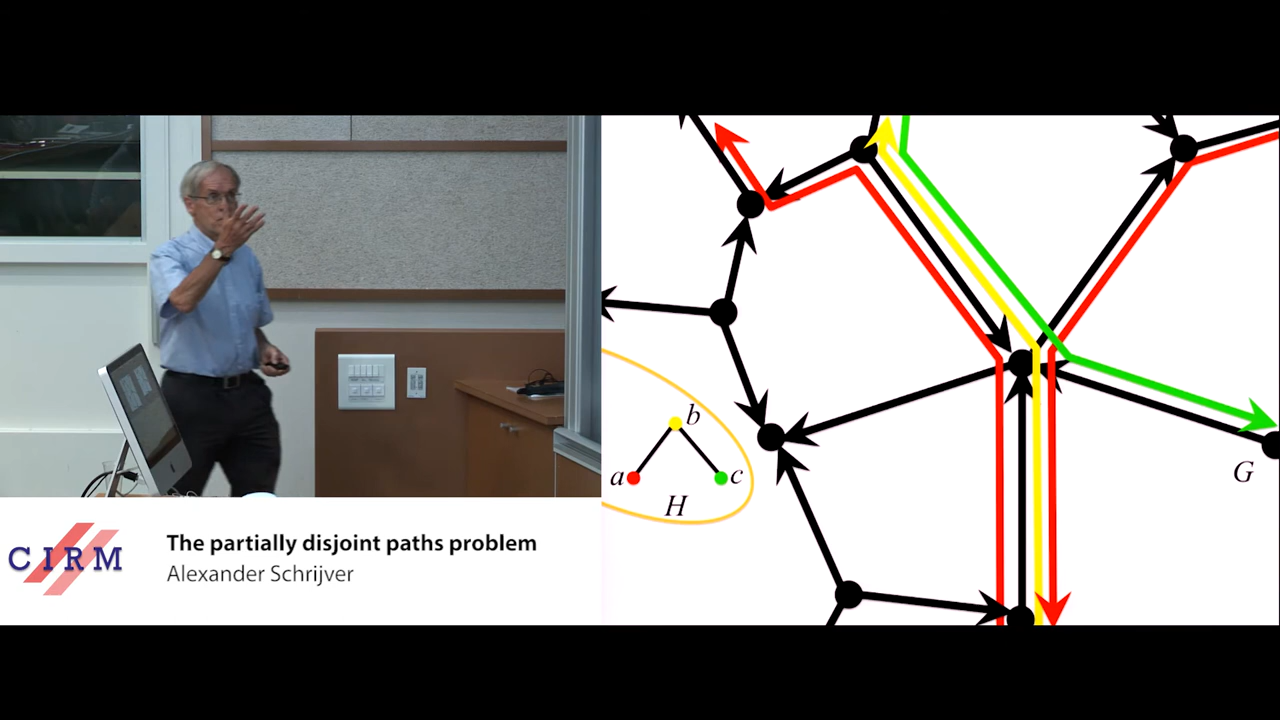 b
a
c
H
G
CIRM
The partially disjoint paths problem
Alexander Schrijver